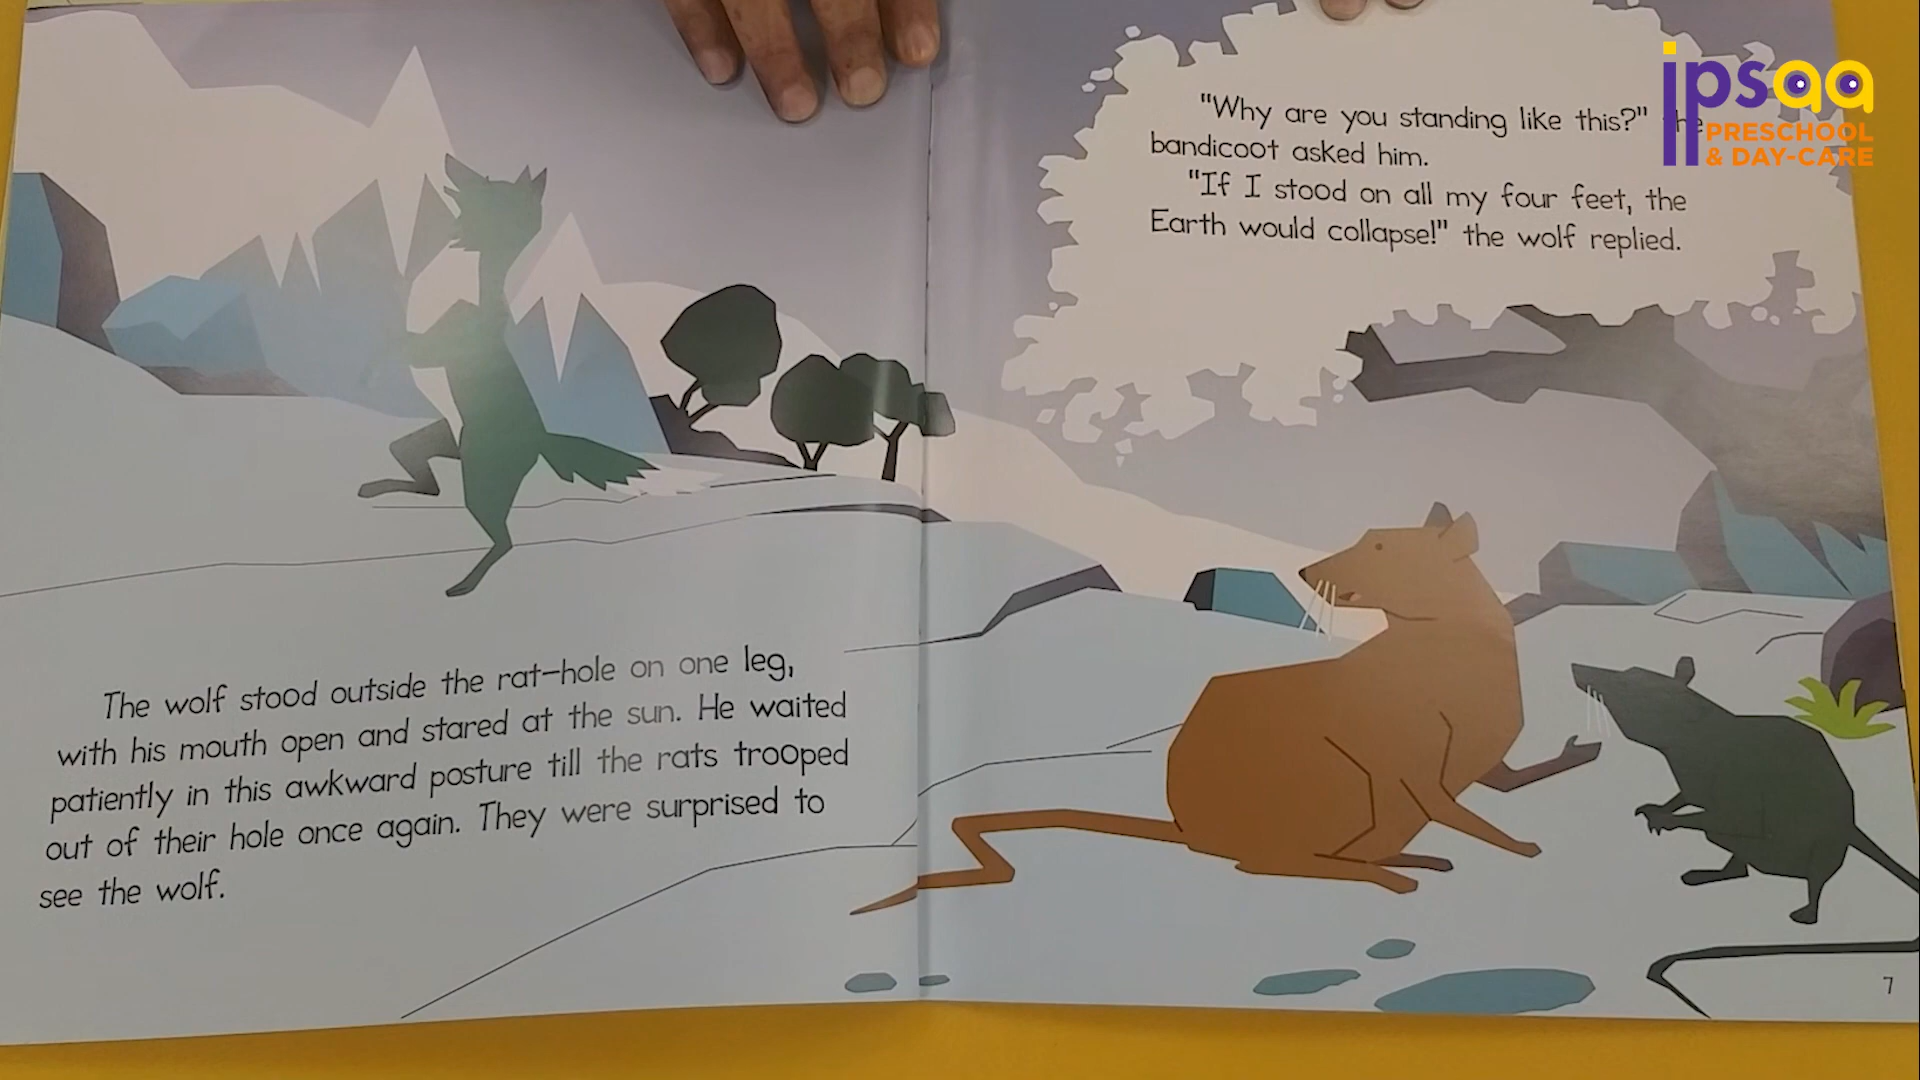 The wolf stood outside the rat-hole on one leg,
with his mouth open and stared at the sun. He waited
patiently in this awkward posture till the rats trooped
out of their hole once again. They were surprised to
see the wolf.
"Why are you standing like this?"
bandicoot asked him.
"If I stood on all my four feet, the
Earth would collapse!" the wolf replied.
7
ipsaa
PRESCHOOL
& DAY-CARE